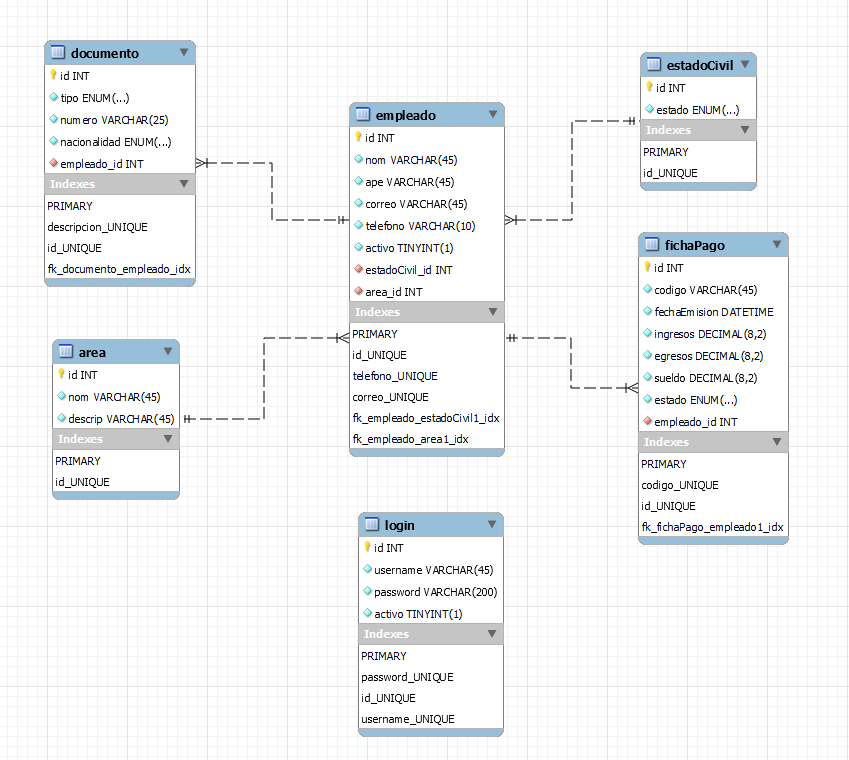 documento
id INT
tipo ENUM(...)
numero VARCHAR(25)
nacionalidad ENUM(...)
empleado_id INT
Indexes
PRIMARY
descripcion_UNIQUE
id_UNIQUE
fk_documento_empleado_idx
area
id INT
nom VARCHAR(45)
descrip VARCHAR(45)
Indexes
PRIMARY
id_UNIQUE
empleado
id INT
nom VARCHAR(45)
ape VARCHAR(45)
correo VARCHAR(45)
telefono VARCHAR(10)
activo TINYINT(1)
estadoCivil_id INT
area_id INT
Indexes
PRIMARY
id_UNIQUE
telefono_UNIQUE
correo_UNIQUE
fk_empleado_estadoCivil1_idx
fk_empleado_area1_idx
login
id INT
username VARCHAR(45)
password VARCHAR(200)
activo TINYINT(1)
Indexes
PRIMARY
password_UNIQUE
id_UNIQUE
username_UNIQUE
estadoCivil
id INT
estado ENUM(...)
Indexes
PRIMARY
id_UNIQUE
fichaPago
id INT
codigo VARCHAR(45)
fechaEmision DATETIME
ingresos DECIMAL(8,2)
egresos DECIMAL(8,2)
sueldo DECIMAL(8,2)
estado ENUM(...)
empleado_id INT
Indexes
PRIMARY
codigo_UNIQUE
id_UNIQUE
fk_fichaPago_empleado1_idx